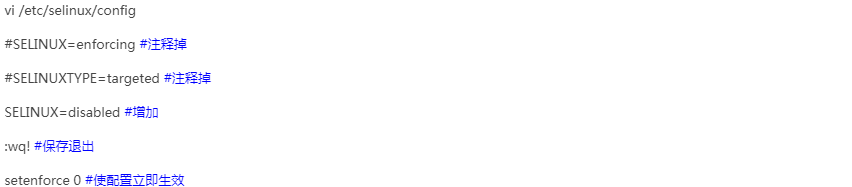 vi /etc/selinux/config
#SELINUX=enforcing #注释掉
#SELINUXTYPE=targeted #注释掉
SELINUX=disabled #增加
:wq! #保存退出
setenforce 0 #使配置立即生效